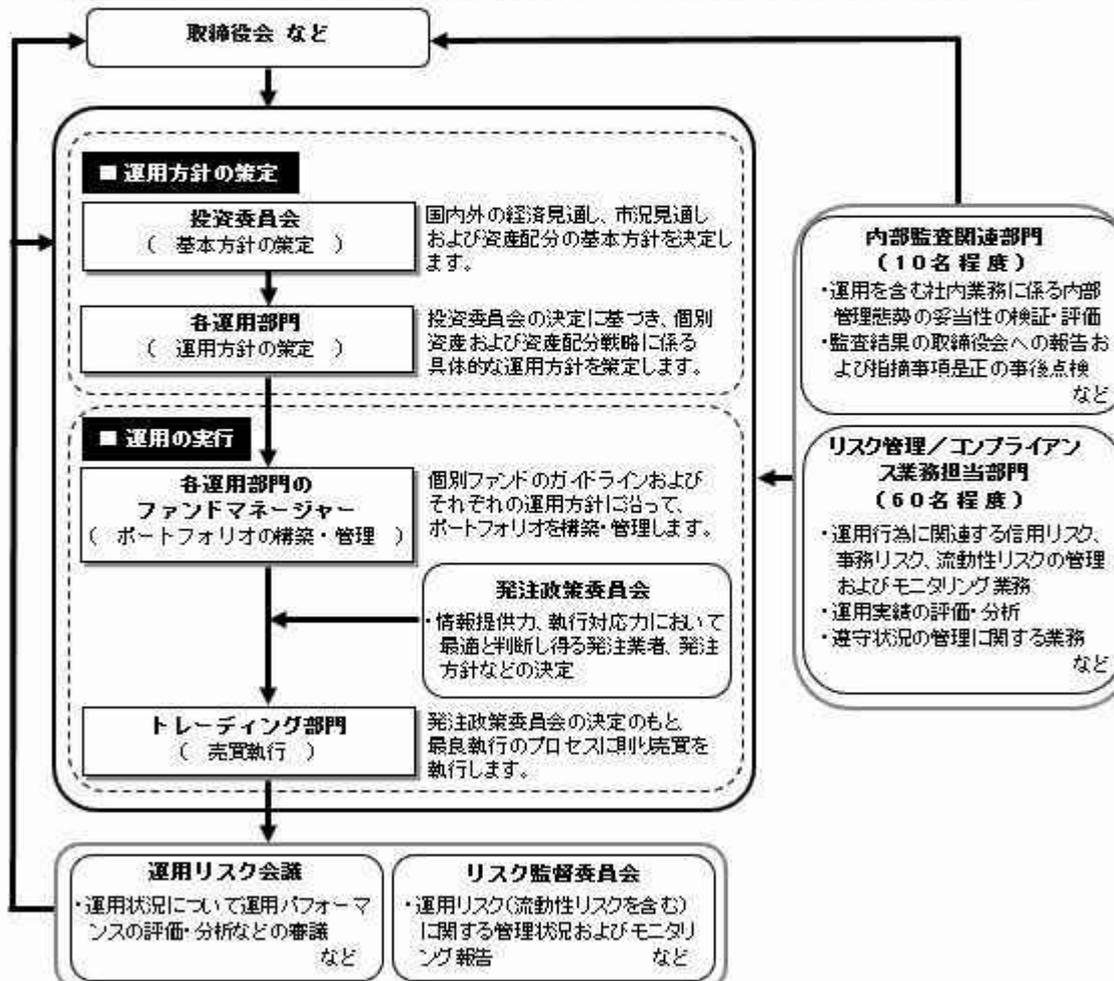 取締役会 など
■ 運用方針の策定
投資委員会
( 基本方針の策定 )
国内外の経済見通し、市況見通し
および資産配分の基本方針を決定し
ます。
各運用部門
( 運用方針の策定 )
投資委員会の決定に基づき、個別
資産および資産配分戦略に係る
具体的な運用方針を策定します。
■ 運用の実行
各運用部門の
ファンドマネージャー
( ポートフォリオの構築・管理 )
個別ファンドのガイドラインおよび
それぞれの運用方針に沿って、
ポートフォリオを構築・管理します。
発注政策委員会
・情報提供力、執行対応力において
最適と判断し得る発注業者、発注
方針などの決定
トレーディング部門
( 売買執行 )
発注政策委員会の決定のもと
最良執行のプロセスに則り売買を
執行します。
内部監査関連部門
(10名程度)
・運用を含む社内業務に係る内部
管理態勢の妥当性の検証・評価
・監査結果の取締役会への報告お
よび指摘事項是正の事後点検
など
リスク管理/コンプライアン
ス業務担当部門
(60名程度)
・運用行為に関連する信用リスク、
事務リスク、流動性リスクの管理
およびモニタリング業務
・運用実績の評価・分析
・遵守状況の管理に関する業務
など
運用リスク会議
・運用状況について運用パフォーマ
ンスの評価・分析などの審議
など
リスク監督委員会
・運用リスク(流動性リスクを含む)
に関する管理状況およびモニタリ
ング報告 など